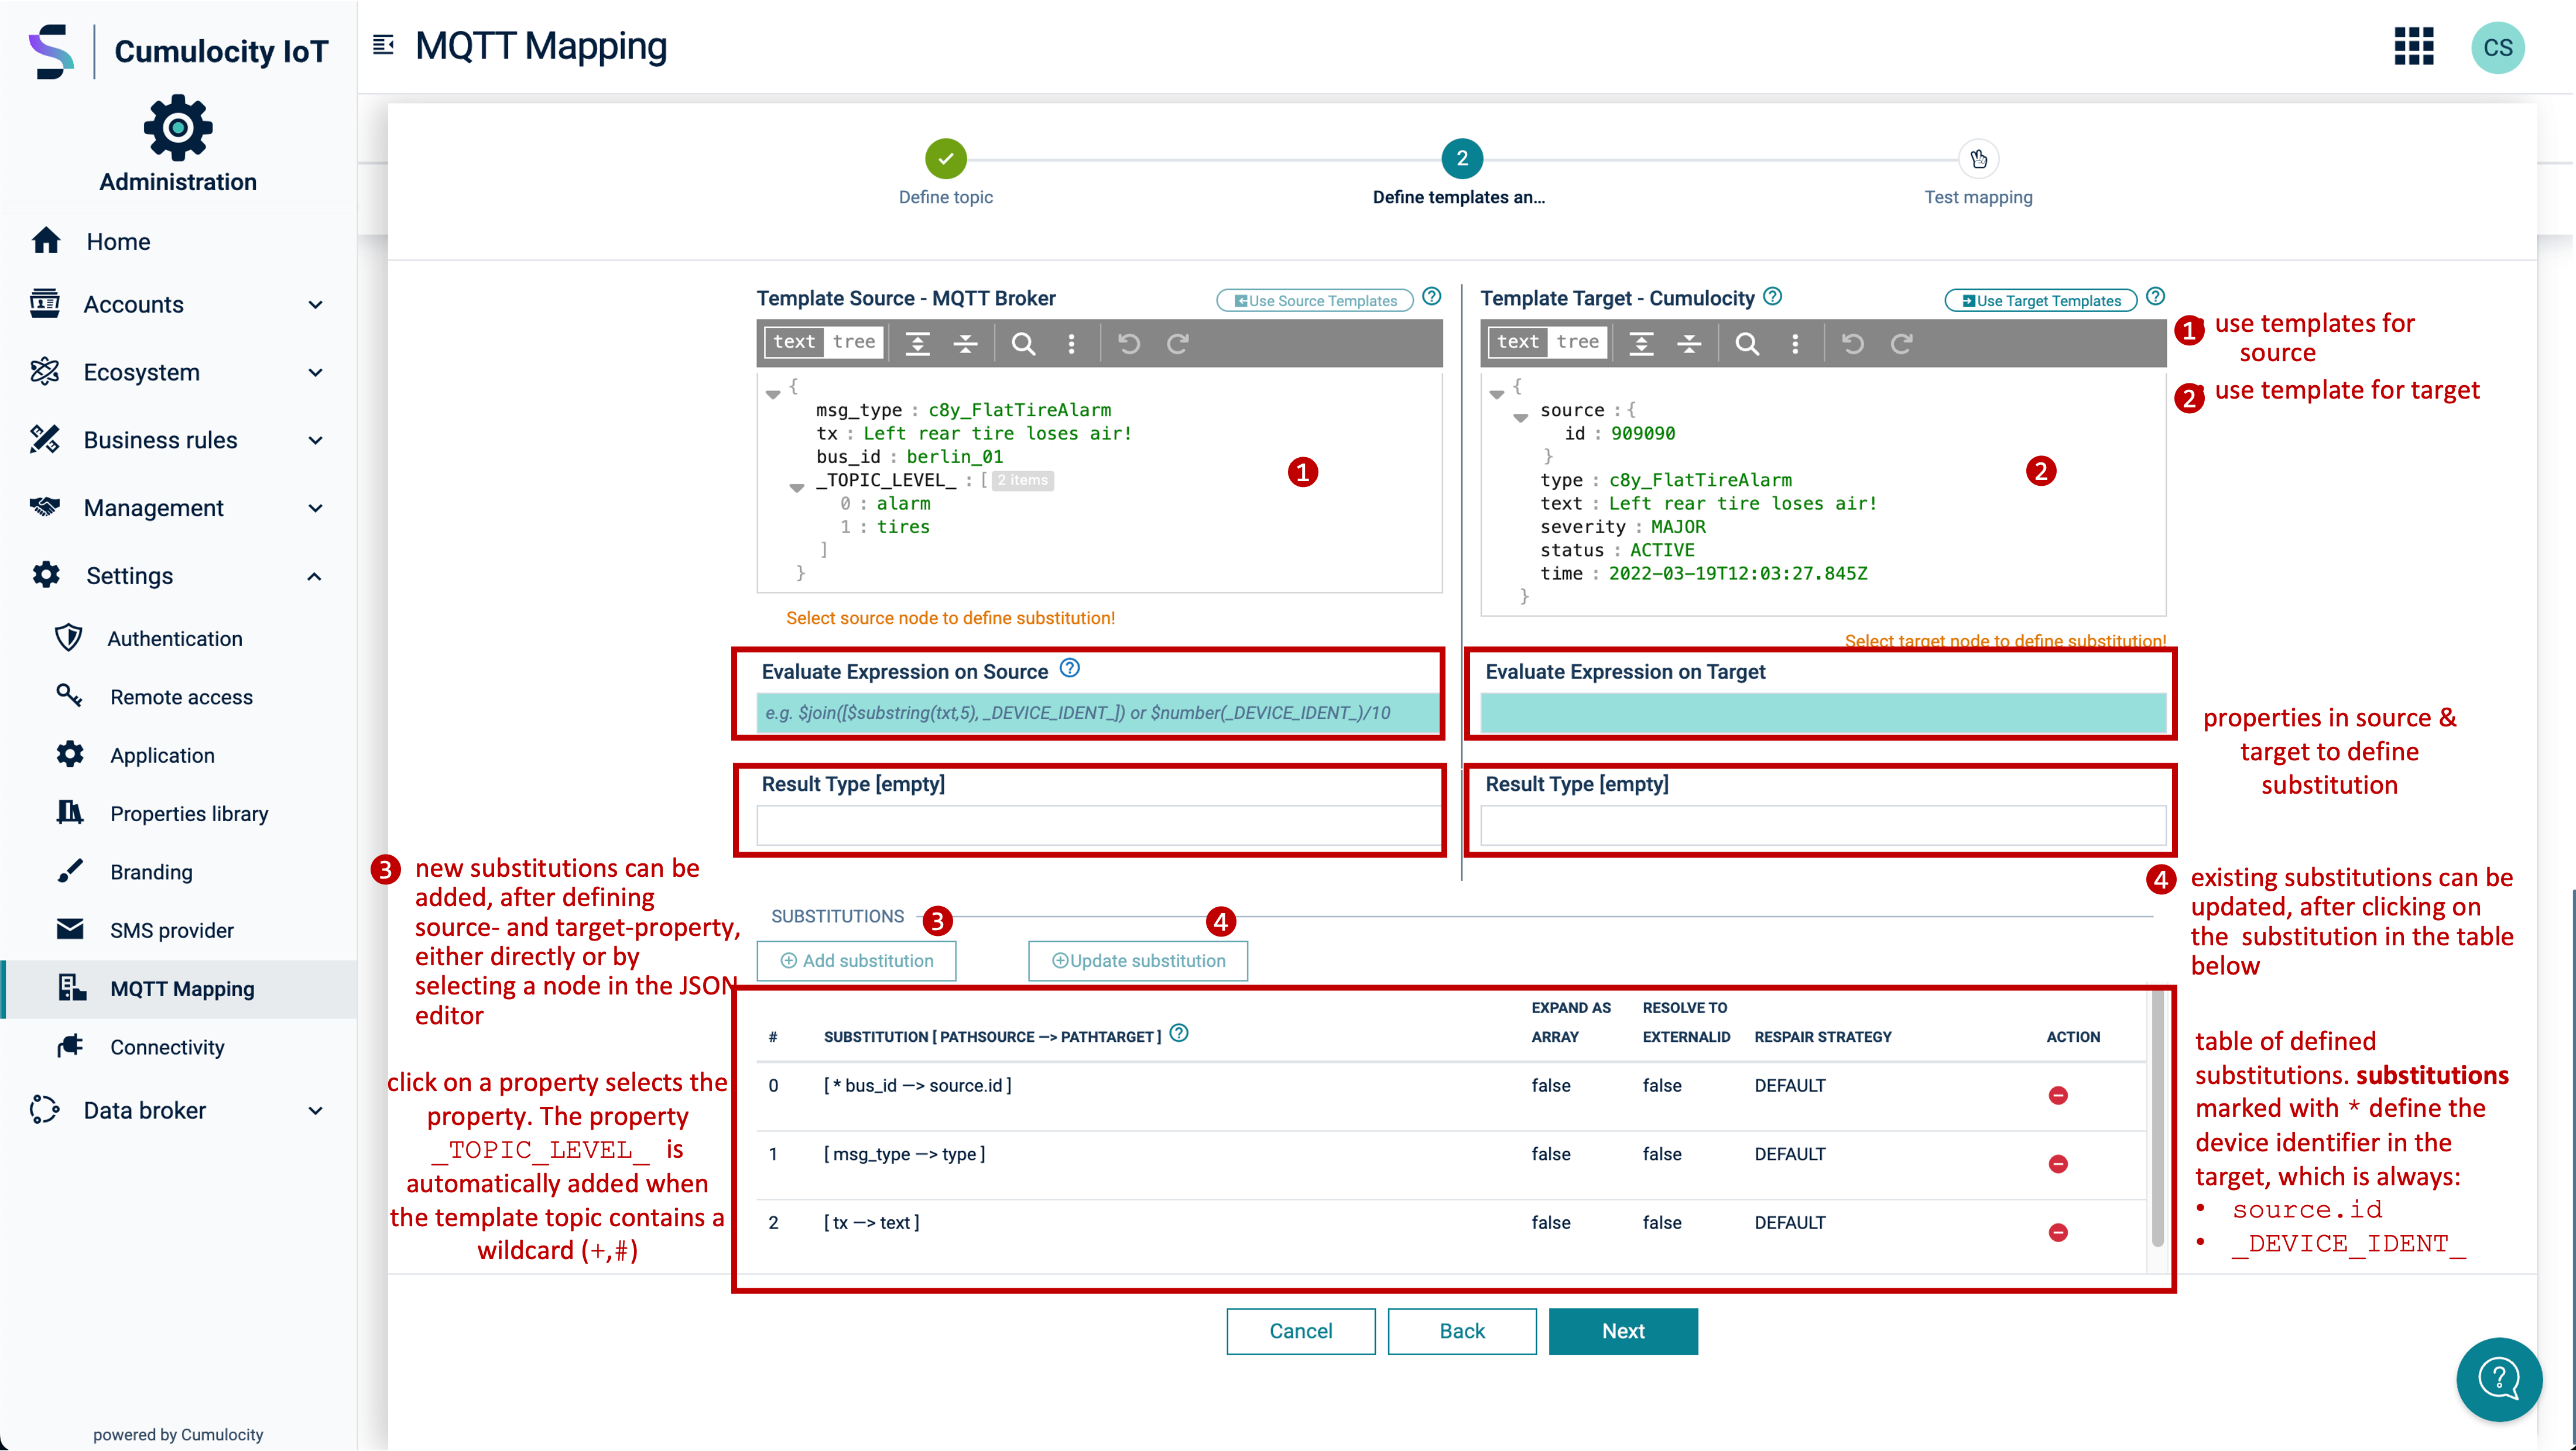 Cumulocity IoT
Administration
Home
Accounts
Ecosystem
Business rules
Management
Settings
Authentication
Remote access
Application
Properties library
Branding
SMS provider
MQTT Mapping
Connectivity
Data broker
powered by Cumulocity
MQTT Mapping
CS
Define topic
2
Define templates an...
Test mapping
Template Source - MQTT Broker
Use Source Templates
text tree
{
msg_type : c8y_FlatTireAlarm
tx : Left rear tire loses air!
bus_id : berlin_01
_TOPIC_LEVEL_ : [ 2 items
0 : alarm
1 : tires
]
}
1
Select source node to define substitution!
Template Target - Cumulocity
Use Target Templates
text tree
{
source : {
id : 909090
}
type : c8y_FlatTireAlarm
text : Left rear tire loses air!
severity : MAJOR
status : ACTIVE
time : 2022-03-19T12:03:27.845Z
}
2
Select target node to define substitution!
1 use templates for
source
2 use template for target
Evaluate Expression on Source
e.g. $join([$substring(txt,5), _DEVICE_IDENT_]) or $number(_DEVICE_IDENT_)/10
Evaluate Expression on Target
Result Type [empty]
Result Type [empty]
properties in source &
target to define
substitution
3 new substitutions can be
added, after defining
source- and target-property,
either directly or by
selecting a node in the JSON
editor
4 existing substitutions can be
updated, after clicking on
the substitution in the table
below
SUBSTITUTIONS 3 4
Add substitution
Update substitution
# SUBSTITUTION [ PATHSOURCE —> PATHTARGET ] EXPAND AS ARRAY RESOLVE TO EXTERNALID RESPAIR STRATEGY ACTION
0 [ * bus_id —> source.id ] false false DEFAULT
1 [ msg_type —> type ] false false DEFAULT
2 [ tx —> text ] false false DEFAULT
click on a property selects the
property. The property
_TOPIC_LEVEL_ is
automatically added when
the template topic contains a
wildcard (+,#)
table of defined
substitutions. substitutions
marked with * define the
device identifier in the
target, which is always:
• source.id
• _DEVICE_IDENT_
Cancel
Back
Next